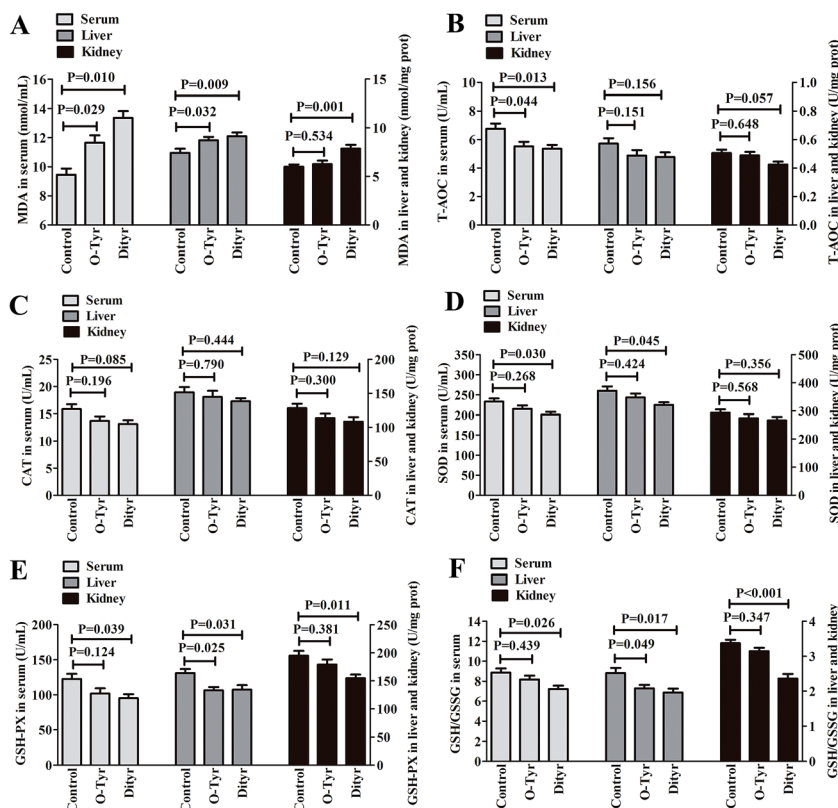 A
Serum
Liver
Kidney
MDA in serum (nmol/mL)
16
14
12
10
8
6
P=0.010
P=0.029
P=0.009
P=0.032
P=0.001
P=0.534
15
10
5
0
MDA in liver and kidney (nmol/mg prot)
Control
O-Tyr
Dityr
Control
O-Tyr
Dityr
Control
O-Tyr
Dityr
B
Serum
Liver
Kidney
T-AOC in serum (U/mL)
10
8
6
4
2
0
P=0.013
P=0.044
P=0.156
P=0.151
P=0.057
P=0.648
1.0
0.8
0.6
0.4
0.2
0.0
T-AOC in liver and kidney (U/mg prot)
Control
O-Tyr
Dityr
Control
O-Tyr
Dityr
Control
O-Tyr
Dityr
C
Serum
Liver
Kidney
CAT in serum (U/mL)
25
20
15
10
5
0
P=0.085
P=0.196
P=0.444
P=0.790
P=0.129
P=0.300
200
150
100
50
0
CAT in liver and kidney (U/mg prot)
Control
O-Tyr
Dityr
Control
O-Tyr
Dityr
Control
O-Tyr
Dityr
D
Serum
Liver
Kidney
SOD in serum (U/mL)
350
300
250
200
150
100
50
0
P=0.030
P=0.268
P=0.045
P=0.424
P=0.356
P=0.568
500
400
300
200
100
0
SOD in liver and kidney (U/mg prot)
Control
O-Tyr
Dityr
Control
O-Tyr
Dityr
Control
O-Tyr
Dityr
E
Serum
Liver
Kidney
GSH-PX in serum (U/mL)
200
150
100
50
0
P=0.039
P=0.124
P=0.031
P=0.025
P=0.011
P=0.381
250
200
150
100
50
0
GSH-PX in liver and kidney (U/mg prot)
Control
O-Tyr
Dityr
Control
O-Tyr
Dityr
Control
O-Tyr
Dityr
F
Serum
Liver
Kidney
GSH/GSSG in serum
14
12
10
8
6
4
2
0
P=0.026
P=0.439
P=0.017
P=0.049
P<0.001
P=0.347
4
3
2
1
0
GSH/GSSG in liver and kidney
Control
O-Tyr
Dityr
Control
O-Tyr
Dityr
Control
O-Tyr
Dityr